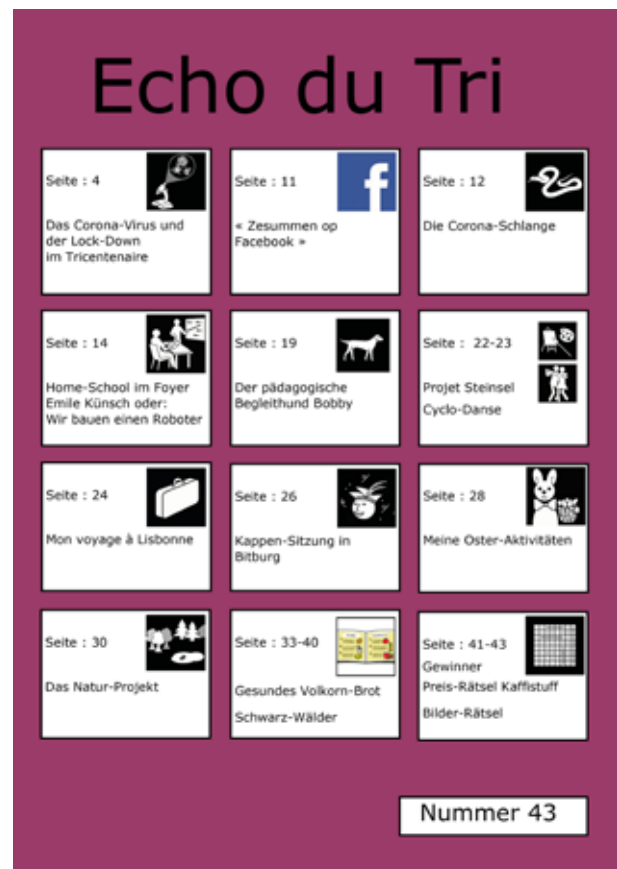 Echo du Tri
Seite : 4
Das Corona-Virus und
der Lock-Down
im Tricentenaire
Seite : 11
« Zesummen op
Facebook »
Seite : 12
Die Corona-Schlange
Seite : 14
Home-School im Foyer
Emile Künsch oder:
Wir bauen einen Roboter
Seite : 19
Der pädagogische
Begleithund Bobby
Seite : 22-23
Projet Steinsel
Cyclo-Danse
Seite : 24
Mon voyage à Lisbonne
Seite : 26
Kappen-Sitzung in
Bitburg
Seite : 28
Meine Oster-Aktivitäten
Seite : 30
Das Natur-Projekt
Seite : 33-40
Gesundes Volkorn-Brot
Schwarz-Wälder
Seite : 41-43
Gewinner
Preis-Rätsel Kaffistuff
Bilder-Rätsel
Nummer 43